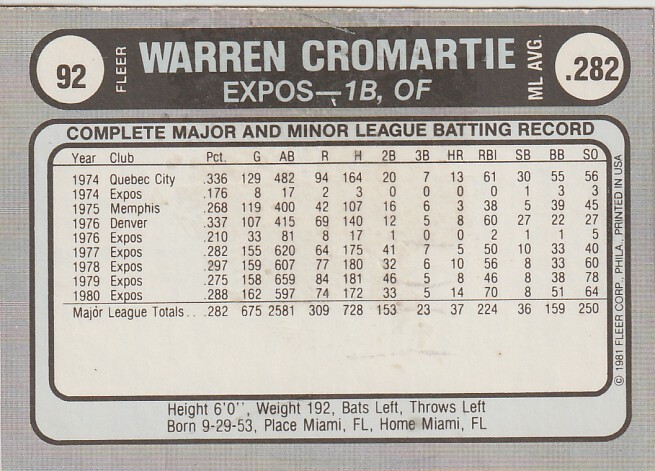 92 FLEER WARREN CROMARTIE ML AVG. .282
EXPOS—1B, OF
COMPLETE MAJOR AND MINOR LEAGUE BATTING RECORD
Year Club Pct. G AB R H 2B 3B HR RBI SB BB SO
1974 Quebec City .336 129 482 94 164 20 7 13 61 30 55 56
1974 Expos .176 8 17 2 3 0 0 0 0 1 3 3
1975 Memphis .268 119 400 42 107 16 6 3 38 5 39 45
1976 Denver .337 107 415 69 140 12 5 8 60 27 22 27
1976 Expos .210 33 81 8 17 1 0 0 2 1 1 5
1977 Expos .282 155 620 64 175 41 7 5 50 10 33 40
1978 Expos .297 159 607 77 180 32 6 10 56 8 33 60
1979 Expos .275 158 659 84 181 46 5 8 46 8 38 78
1980 Expos .288 162 597 74 172 33 5 14 70 8 51 64
Major League Totals . . .282 675 2581 309 728 153 23 37 224 36 159 250
© 1981 FLEER CORP., PHILA., PRINTED IN USA
Height 6'0'', Weight 192, Bats Left, Throws Left
Born 9-29-53, Place Miami, FL, Home Miami, FL